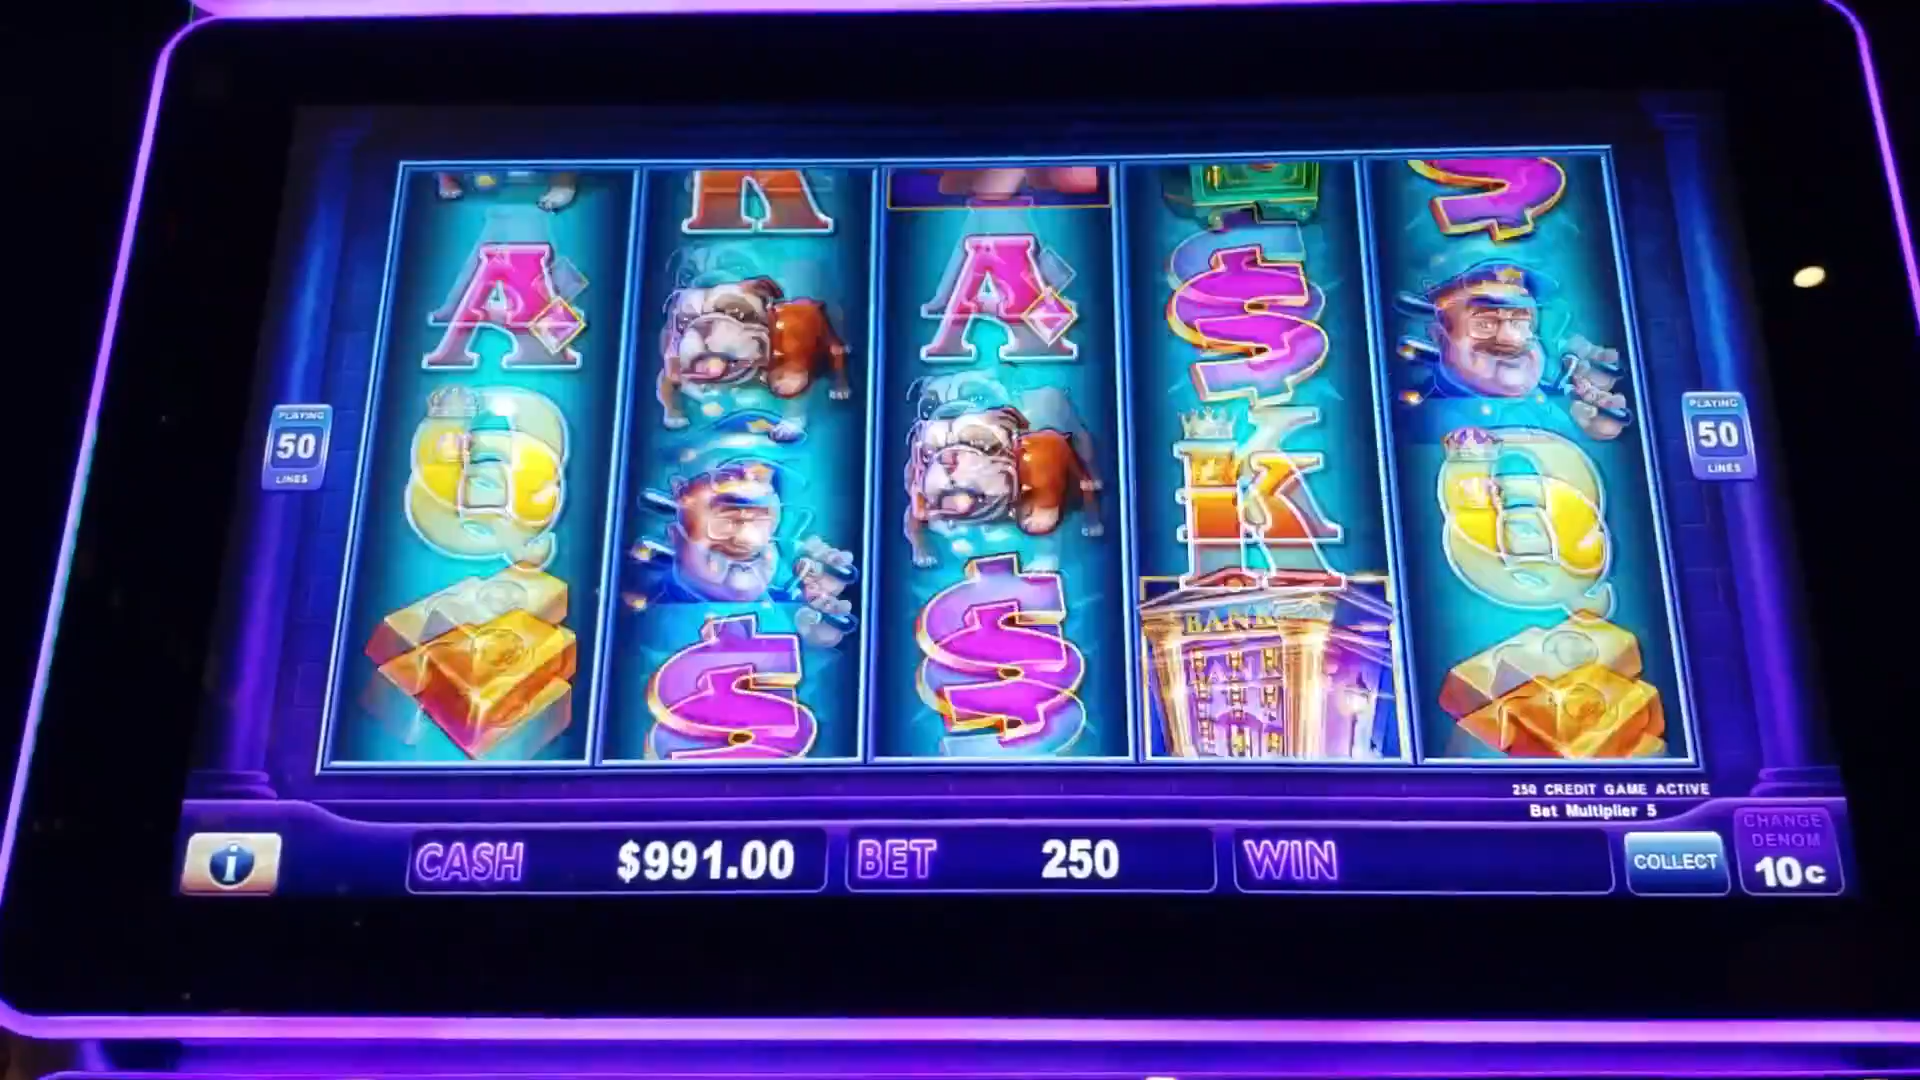 K
A
A
$
$
K
Q
Q
$
$
BANK
PLAYING
50
LINES
PLAYING
50
LINES
250 CREDIT GAME ACTIVE
Bet Multiplier 5
CASH $991.00
BET 250
WIN
COLLECT
CHANGE
DENOM
10c
i